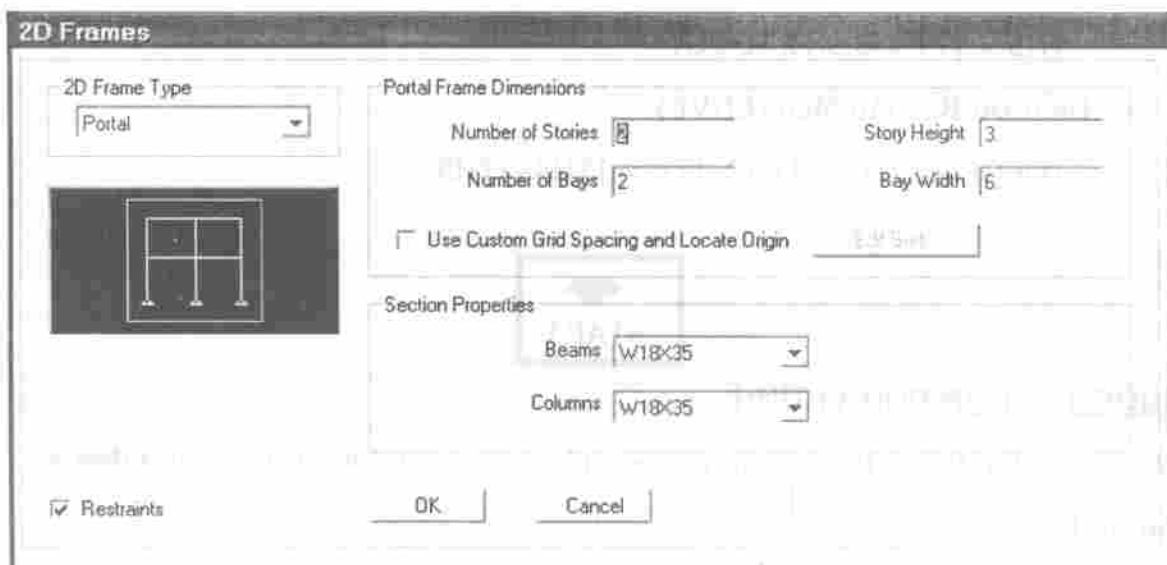 2D Frames
2D Frame Type
Portal
Portal Frame Dimensions
Number of Stories
Story Height 3.
Number of Bays 2
Bay Width 6.
Use Custom Grid Spacing and Locate Origin
Section Properties
Beams W18X35
Columns W18X35
Restraints
OK
Cancel